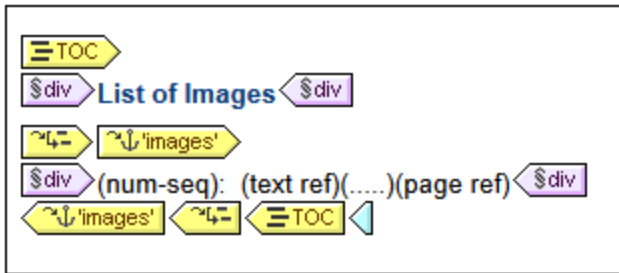 TOC
§div List of Images §div
'images'
§div (num-seq): (text ref)(.....)(page ref) §div
'images' TOC